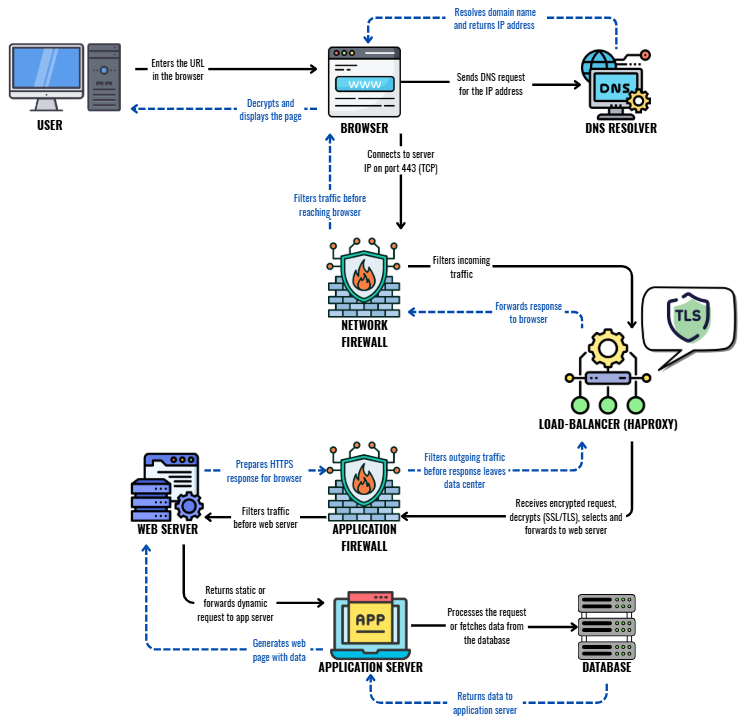 Resolves domain name
and returns IP address
Enters the URL
in the browser
WWW
Sends DNS request
for the IP address
DNS
Decrypts and
displays the page
USER
BROWSER
DNS RESOLVER
Connects to server
IP on port 443 (TCP)
Filters traffic before
reaching browser
Filters incoming
traffic
Forwards response
to browser
TLS
NETWORK
FIREWALL
LOAD-BALANCER (HAPROXY)
Prepares HTTPS
response for browser
Filters outgoing traffic
before response leaves
data center
Filters traffic
before web server
Receives encrypted request,
decrypts (SSL/TLS), selects and
forwards to web server
WEB SERVER
APPLICATION
FIREWALL
Returns static or
forwards dynamic
request to app server
APP
Processes the request
or fetches data from
the database
Generates web
page with data
APPLICATION SERVER
DATABASE
Returns data to
application server